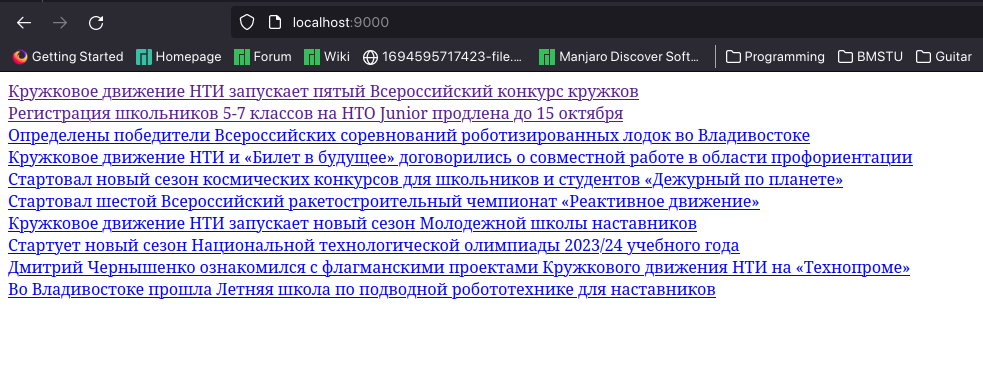 localhost:9000
Getting Started Homepage Forum Wiki 1694595717423-file.... Manjaro Discover Soft... Programming BMSTU Guitar
Кружковое движение НТИ запускает пятый Всероссийский конкурс кружков
Регистрация школьников 5-7 классов на НТО Junior продлена до 15 октября
Определены победители Всероссийских соревнований роботизированных лодок во Владивостоке
Кружковое движение НТИ и «Билет в будущее» договорились о совместной работе в области профориентации
Стартовал новый сезон космических конкурсов для школьников и студентов «Дежурный по планете»
Стартовал шестой Всероссийский ракетостроительный чемпионат «Реактивное движение»
Кружковое движение НТИ запускает новый сезон Молодежной школы наставников
Стартует новый сезон Национальной технологической олимпиады 2023/24 учебного года
Дмитрий Чернышенко ознакомился с флагманскими проектами Кружкового движения НТИ на «Технопроме»
Во Владивостоке прошла Летняя школа по подводной робототехнике для наставников